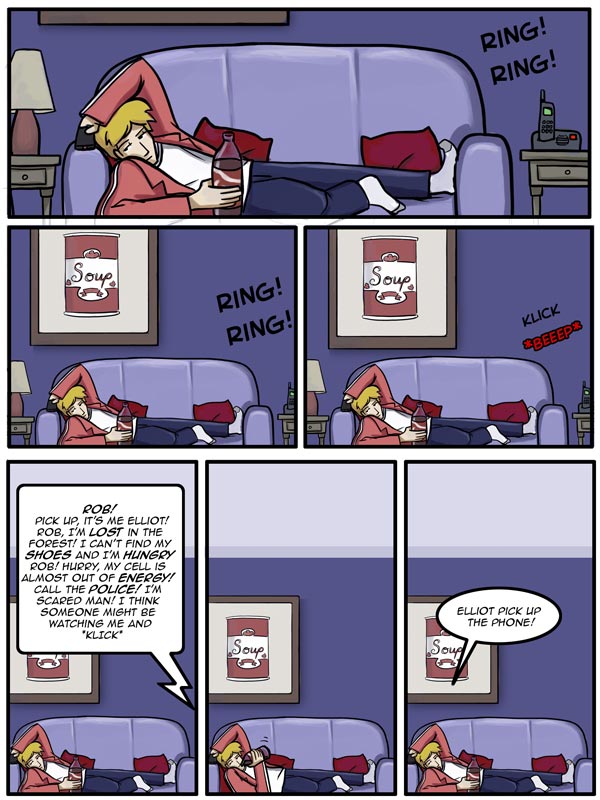 RING!
RING!
Soup
RING!
RING!
Soup
KLICK
*BEEEP*
ROB!
PICK UP, IT'S ME ELLIOT!
ROB, I'M LOST IN THE
FOREST! I CAN'T FIND MY
SHOES AND I'M HUNGRY
ROB! HURRY, MY CELL IS
ALMOST OUT OF ENERGY!
CALL THE POLICE! I'M
SCARED MAN! I THINK
SOMEONE MIGHT BE
WATCHING ME AND
*KLICK*
Soup
ELLIOT PICK UP
THE PHONE!
Soup